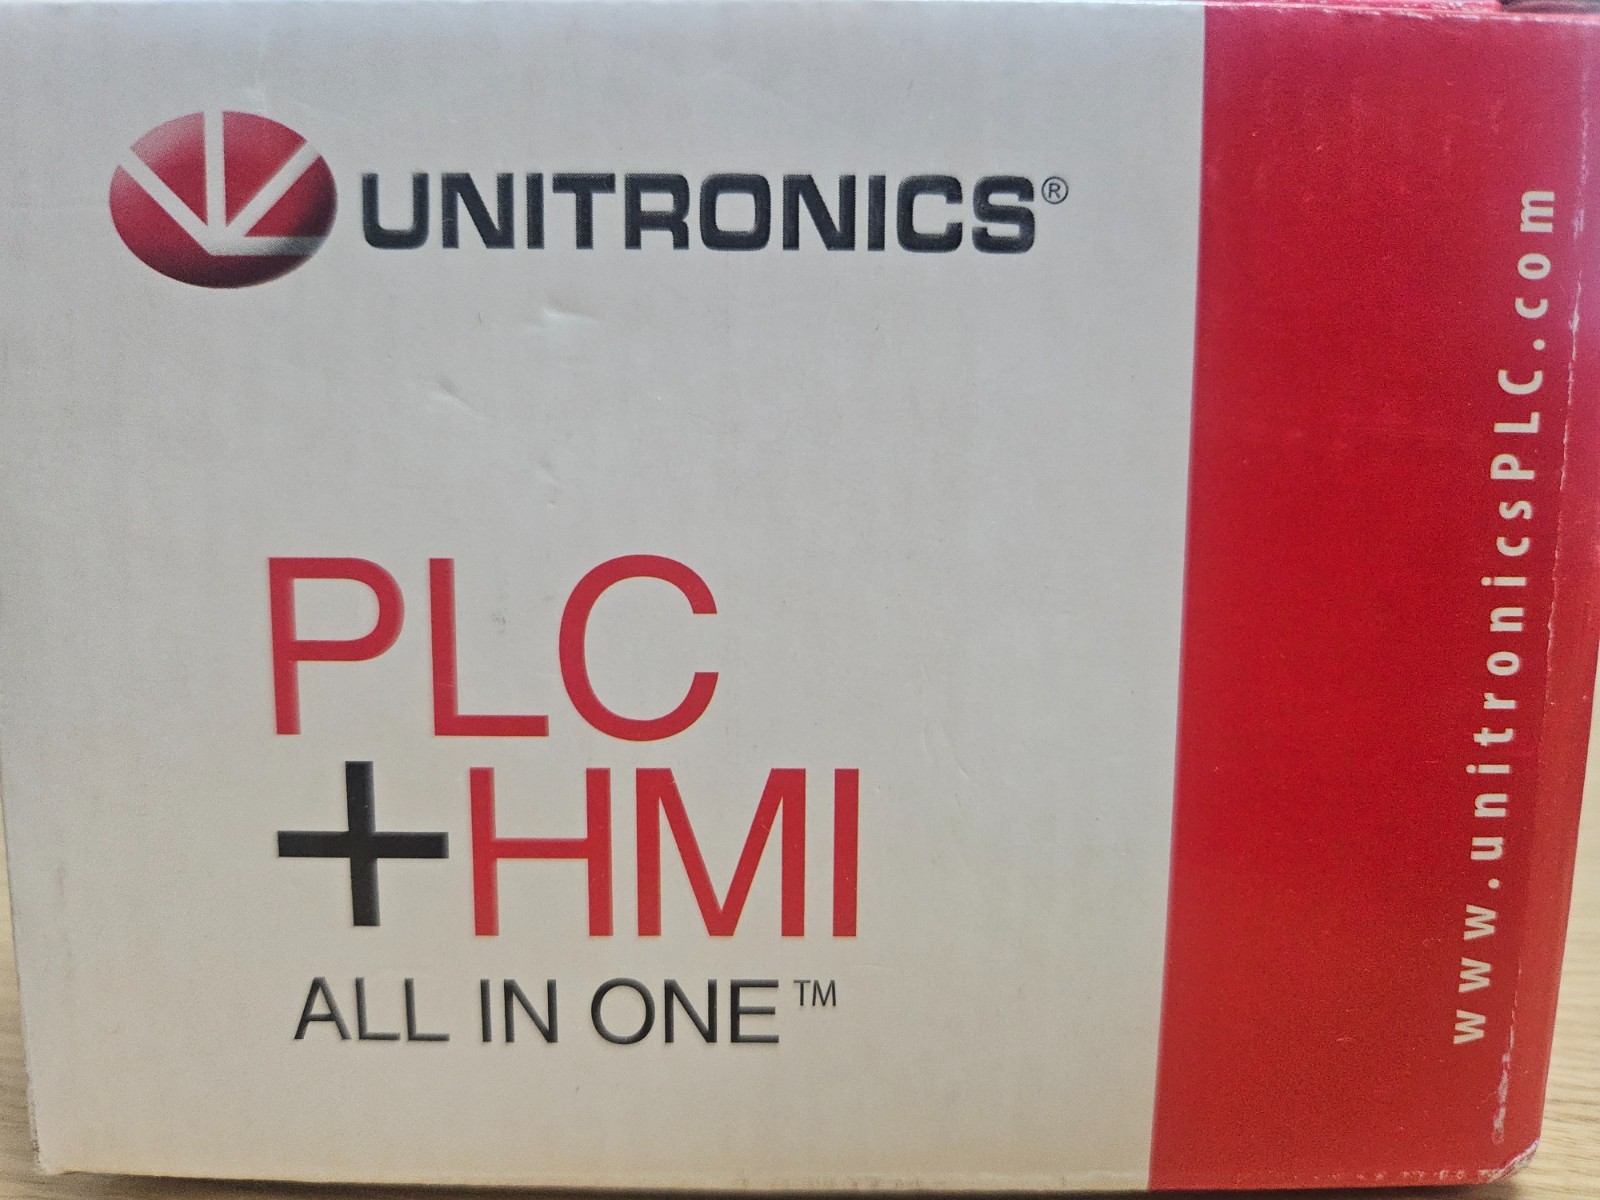 UNITRONICS®
PLC
+HMI
ALL IN ONE™
www.unitronicsPLC.com